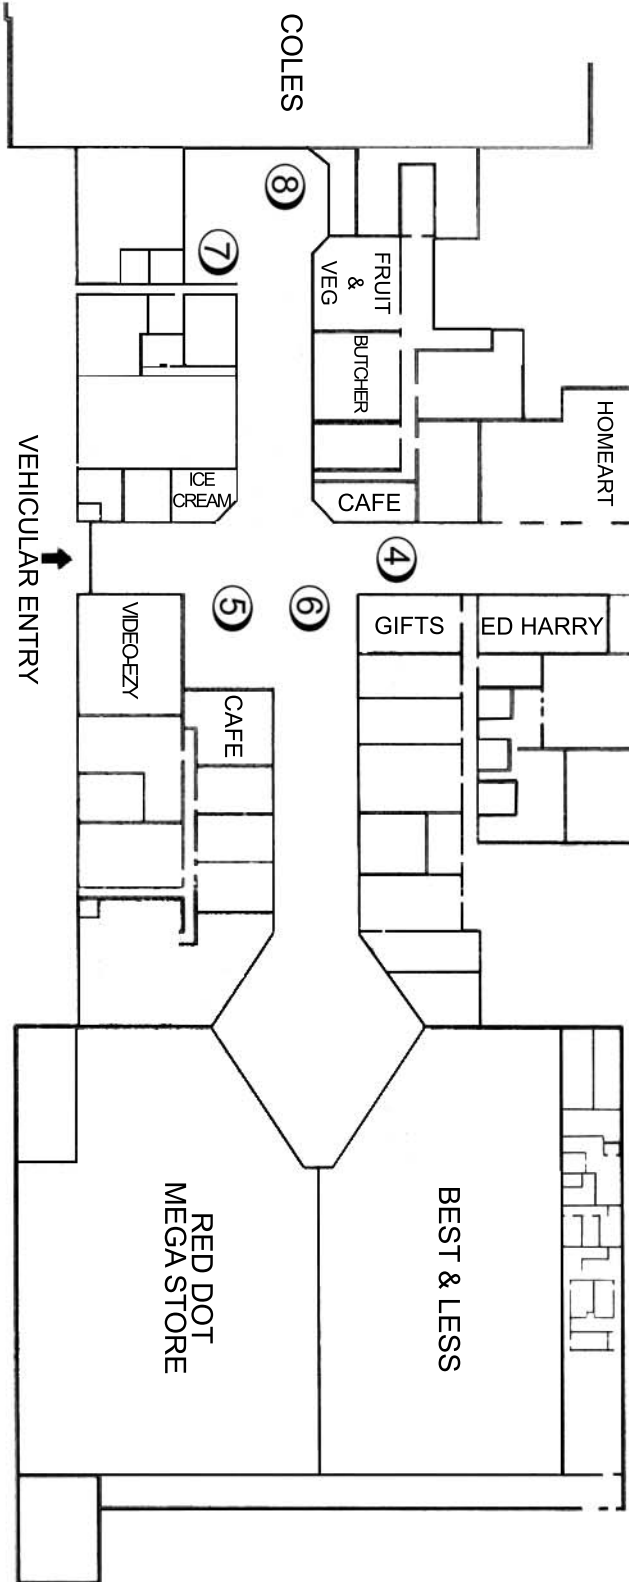 COLES
8
7
FRUIT
&
VEG
BUTCHER
HOMEART
ICE
CREAM
CAFE
VEHICULAR ENTRY
4
5
6
GIFTS
ED HARRY
VIDEO-EZY
CAFE
RED DOT
MEGA STORE
BEST & LESS